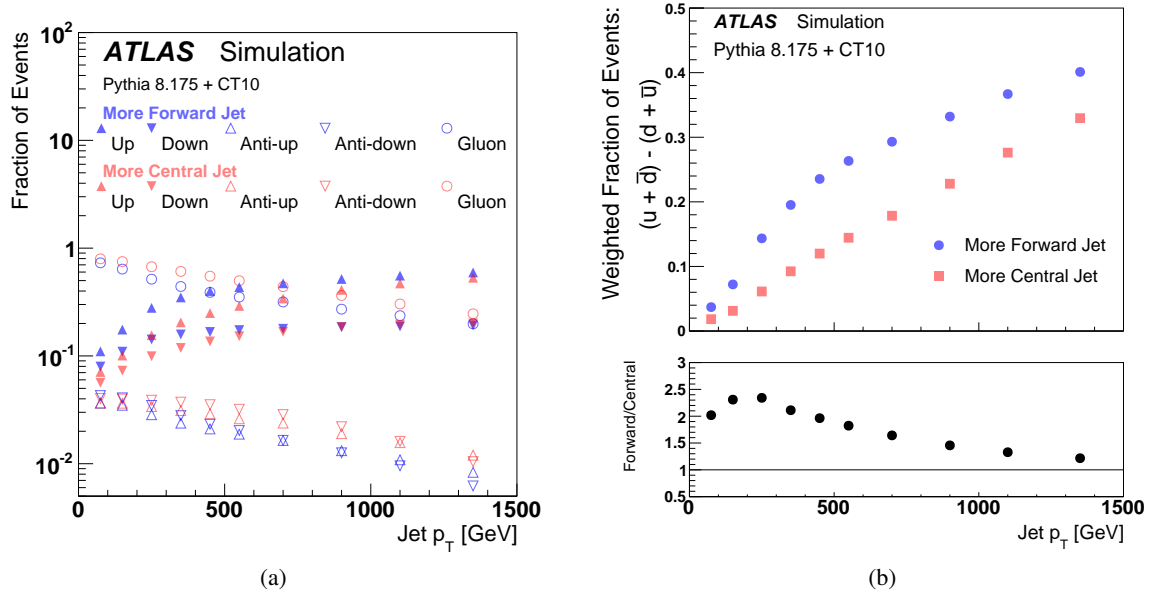 ATLAS Simulation
Pythia 8.175 + CT10
More Forward Jet
Up Down Anti-up Anti-down Gluon
More Central Jet
Up Down Anti-up Anti-down Gluon
Fraction of Events
10²
10
1
10⁻¹
10⁻²
0 500 1000 1500
Jet p_T [GeV]
(a)
ATLAS Simulation
Pythia 8.175 + CT10
Weighted Fraction of Events:
(u + d̅) - (d + u̅)
0.5
0.4
0.3
0.2
0.1
0
More Forward Jet
More Central Jet
Forward/Central
3
2.5
2
1.5
1
0.5
0 500 1000 1500
Jet p_T [GeV]
(b)